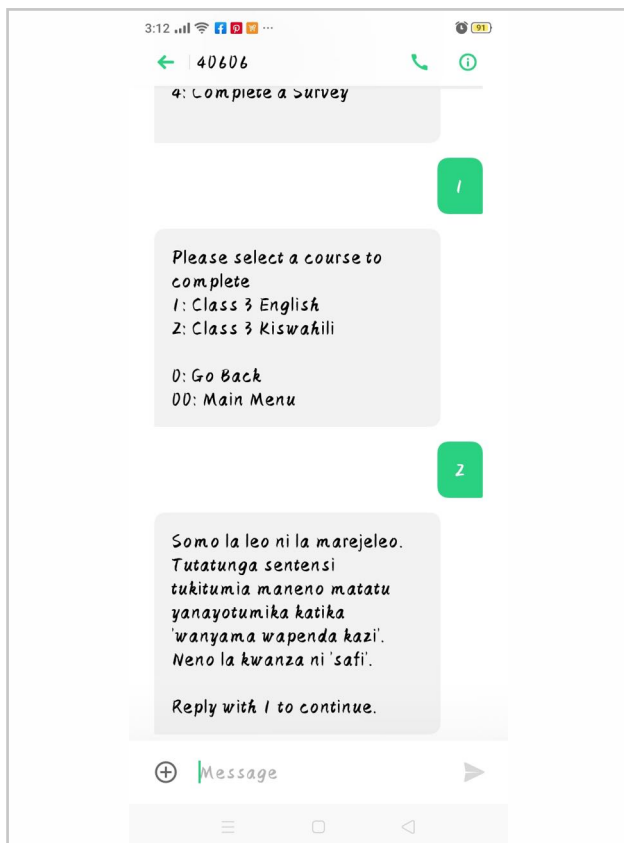 3:12
91
40606
4: Complete a Survey
1
Please select a course to
complete
1: Class 3 English
2: Class 3 Kiswahili
0: Go Back
00: Main Menu
2
Somo la leo ni la marejeleo.
Tutatunga sentensi
tukitumia maneno matatu
yanayotumika katika
'wanyama wapenda kazi'.
Neno la kwanza ni 'safi'.
Reply with 1 to continue.
Message